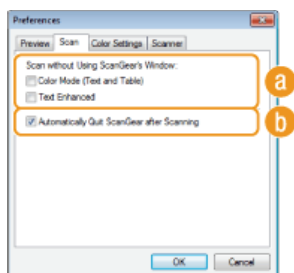 Preferences
Preview Scan Color Settings Scanner
Scan without Using ScanGear's Window:
Color Mode (Text and Table)
Text Enhanced
a
Automatically Quit ScanGear after Scanning
b
OK Cancel